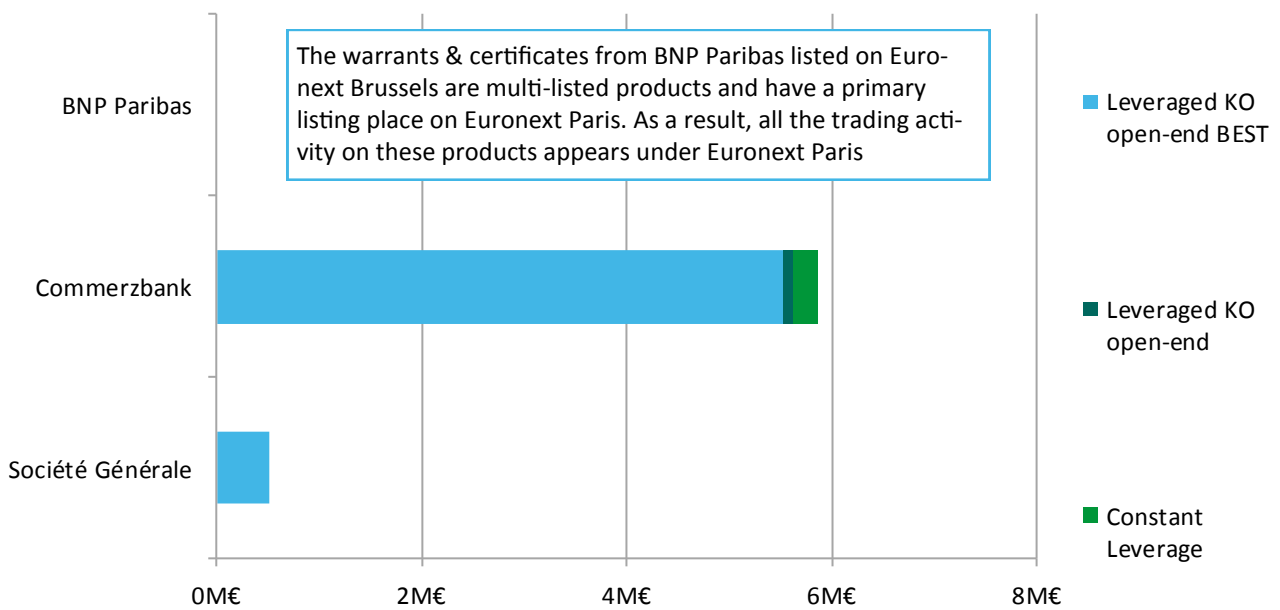 The warrants & certificates from BNP Paribas listed on Euro-
next Brussels are multi-listed products and have a primary
listing place on Euronext Paris. As a result, all the trading acti-
vity on these products appears under Euronext Paris
BNP Paribas
Commerzbank
Société Générale
0M€ 2M€ 4M€ 6M€ 8M€
Leveraged KO
open-end BEST
Leveraged KO
open-end
Constant
Leverage